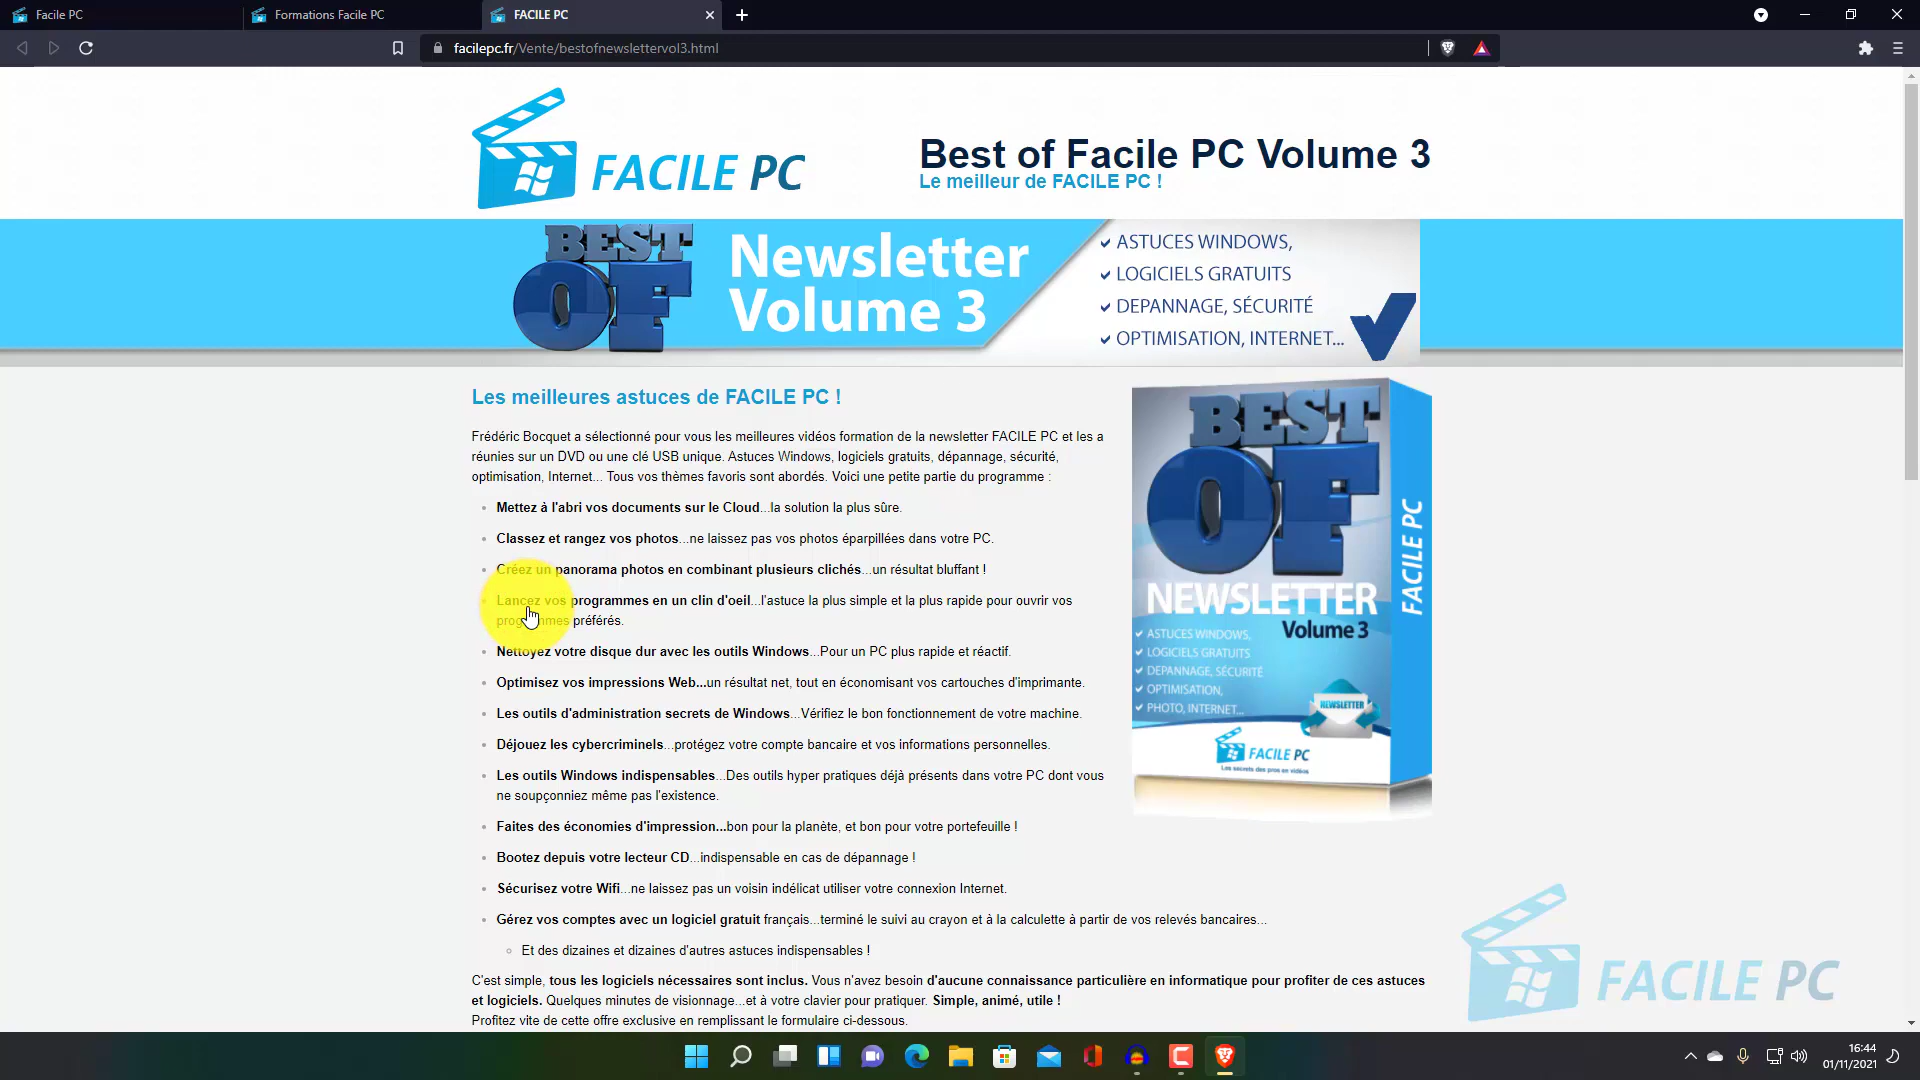 Facile PC
Formations Facile PC
FACILE PC
facilepc.fr/Vente/bestofnewslettervol3.html
FACILE PC
Best of Facile PC Volume 3
Le meilleur de FACILE PC !
BEST OF
Newsletter
Volume 3
ASTUCES WINDOWS,
LOGICIELS GRATUITS
DEPANNAGE, SÉCURITÉ
OPTIMISATION, INTERNET...
Les meilleures astuces de FACILE PC !
Frédéric Bocquet a sélectionné pour vous les meilleures vidéos formation de la newsletter FACILE PC et les a
réunies sur un DVD ou une clé USB unique. Astuces Windows, logiciels gratuits, dépannage, sécurité,
optimisation, Internet... Tous vos thèmes favoris sont abordés. Voici une petite partie du programme :
Mettez à l'abri vos documents sur le Cloud...la solution la plus sûre.
Classez et rangez vos photos...ne laissez pas vos photos éparpillées dans votre PC.
Créez un panorama photos en combinant plusieurs clichés...un résultat bluffant !
Lancez vos programmes en un clin d'oeil...l'astuce la plus simple et la plus rapide pour ouvrir vos
programmes préférés.
Nettoyez votre disque dur avec les outils Windows...Pour un PC plus rapide et réactif.
Optimisez vos impressions Web...un résultat net, tout en économisant vos cartouches d'imprimante.
Les outils d'administration secrets de Windows...Vérifiez le bon fonctionnement de votre machine.
Déjouez les cybercriminels...protégez votre compte bancaire et vos informations personnelles.
Les outils Windows indispensables...Des outils hyper pratiques déjà présents dans votre PC dont vous
ne soupçonniez même pas l'existence.
Faites des économies d'impression...bon pour la planète, et bon pour votre portefeuille !
Bootez depuis votre lecteur CD...indispensable en cas de dépannage !
Sécurisez votre Wifi...ne laissez pas un voisin indélicat utiliser votre connexion Internet.
Gérez vos comptes avec un logiciel gratuit français...terminé le suivi au crayon et à la calculette à partir de vos relevés bancaires...
Et des dizaines et dizaines d'autres astuces indispensables !
C'est simple, tous les logiciels nécessaires sont inclus. Vous n'avez besoin d'aucune connaissance particulière en informatique pour profiter de ces astuces
et logiciels. Quelques minutes de visionnage...et à votre clavier pour pratiquer. Simple, animé, utile !
Profitez vite de cette offre exclusive en remplissant le formulaire ci-dessous.
BEST
OF
NEWSLETTER
Volume 3
ASTUCES WINDOWS,
LOGICIELS GRATUITS
DEPANNAGE, SÉCURITÉ
OPTIMISATION,
PHOTO, INTERNET...
NEWSLETTER
FACILE PC
Les secrets des pros en vidéos
FACILE PC
FACILE PC
16:44
01/11/2021